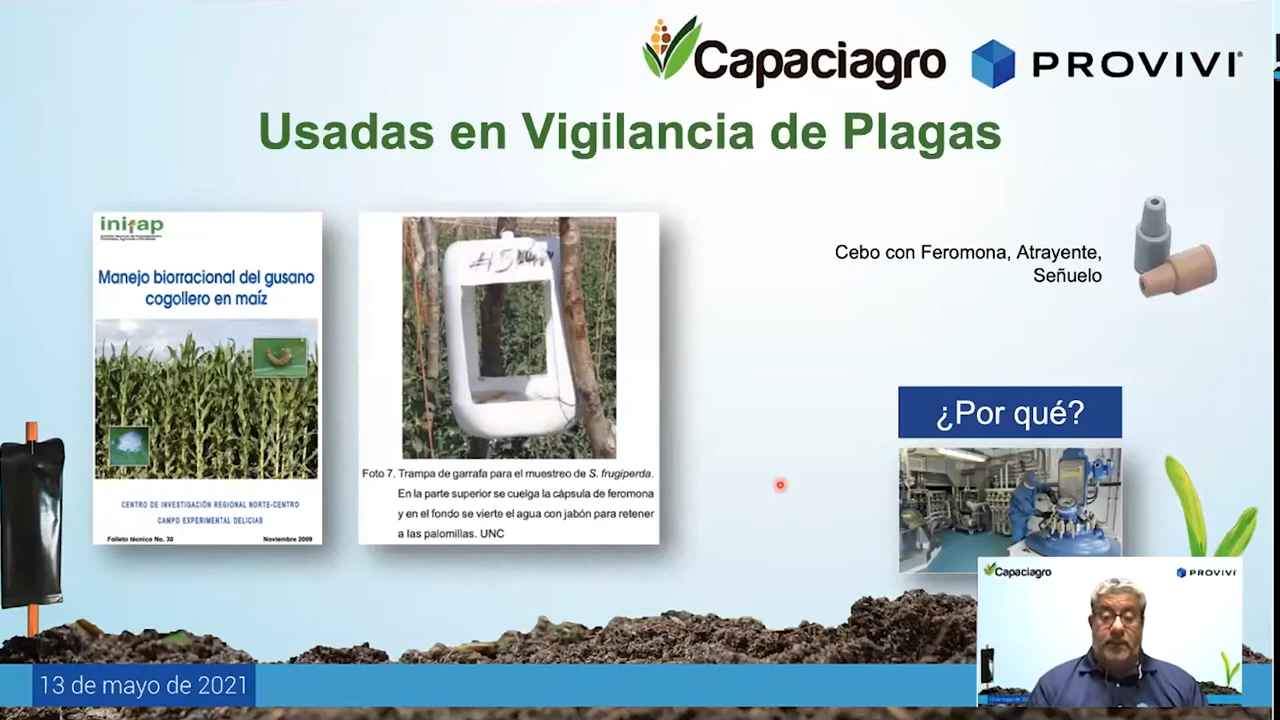 Capaciagro PROVIVI®
Usadas en Vigilancia de Plagas
inifap
Manejo biorracional del gusano
cogollero en maíz
CENTRO DE INVESTIGACIÓN REGIONAL NORTE-CENTRO
CAMPO EXPERIMENTAL DELICIAS
Folleto técnico No. 30 Noviembre 2009
Foto 7. Trampa de garrafa para el muestreo de S. frugiperda.
En la parte superior se cuelga la cápsula de feromona
y en el fondo se vierte el agua con jabón para retener
a las palomillas. UNC
Cebo con Feromona, Atrayente,
Señuelo
¿Por qué?
Capaciagro PROVIVI
13 de mayo de 2021